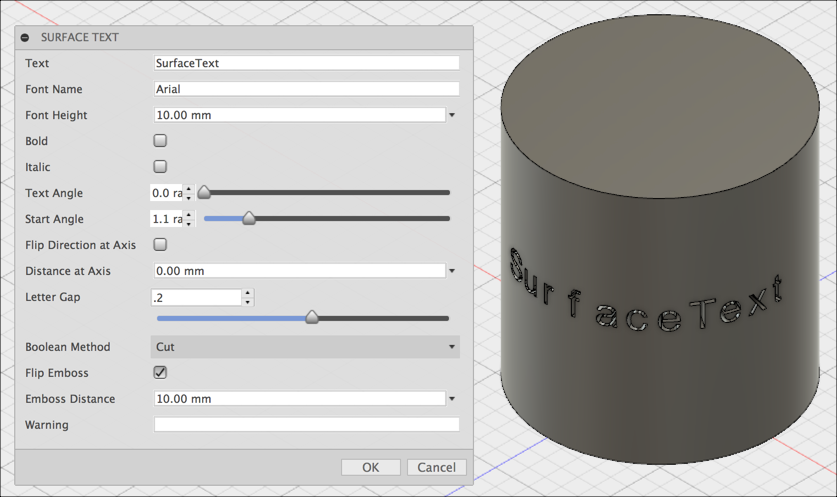 SURFACE TEXT
Text SurfaceText
Font Name Arial
Font Height 10.00 mm
Bold
Italic
Text Angle 0.0 ra
Start Angle 1.1 ra
Flip Direction at Axis
Distance at Axis 0.00 mm
Letter Gap .2
Boolean Method Cut
Flip Emboss
Emboss Distance 10.00 mm
Warning
OK Cancel
SurfaceText